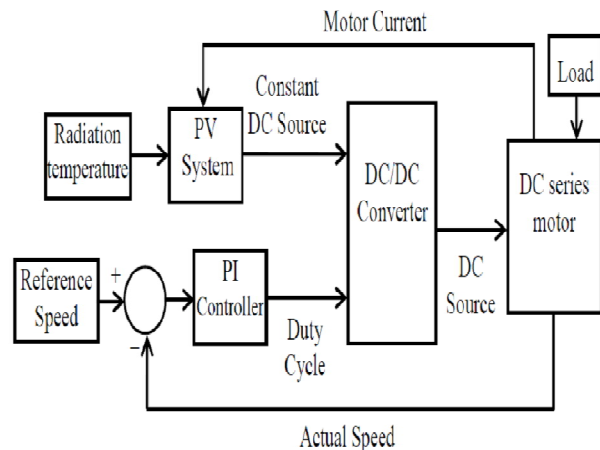 Motor Current
Load
Constant
DC Source
Radiation
temperature
PV
System
DC/DC
Converter
DC series
motor
DC
Source
Reference
Speed
+
−
PI
Controller
Duty
Cycle
Actual Speed